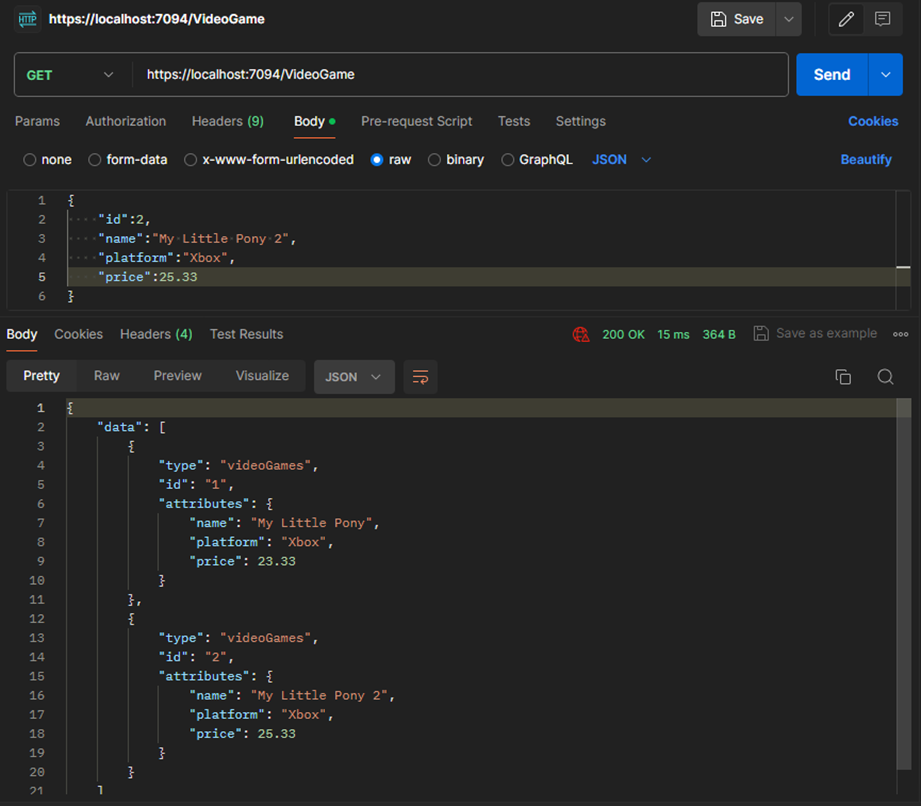 HTTP https://localhost:7094/VideoGame Save
GET https://localhost:7094/VideoGame Send
Params Authorization Headers (9) Body Pre-request Script Tests Settings Cookies
none form-data x-www-form-urlencoded raw binary GraphQL JSON Beautify
1 {
2 ····"id":2,
3 ····"name":"My·Little·Pony·2",
4 ····"platform":"Xbox",
5 ····"price":25.33
6 }
Body Cookies Headers (4) Test Results 200 OK 15 ms 364 B Save as example
Pretty Raw Preview Visualize JSON
1 {
2 "data": [
3 {
4 "type": "videoGames",
5 "id": "1",
6 "attributes": {
7 "name": "My Little Pony",
8 "platform": "Xbox",
9 "price": 23.33
10 }
11 },
12 {
13 "type": "videoGames",
14 "id": "2",
15 "attributes": {
16 "name": "My Little Pony 2",
17 "platform": "Xbox",
18 "price": 25.33
19 }
20 }
21 ]